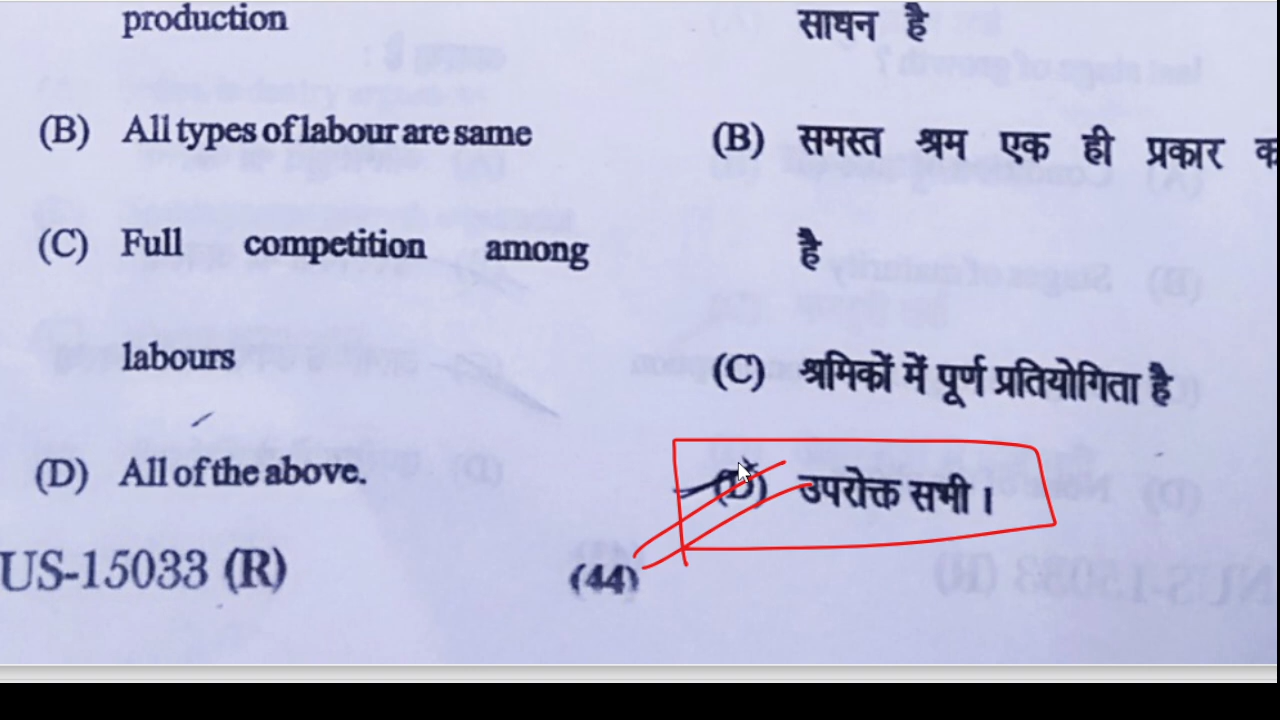 production
(B) All types of labour are same
(C) Full competition among
labours
(D) All of the above.
US-15033 (R)
(44)
साधन है
(B) समस्त श्रम एक ही प्रकार
है
(C) श्रमिकों में पूर्ण प्रतियोगिता है
(D) उपरोक्त सभी।